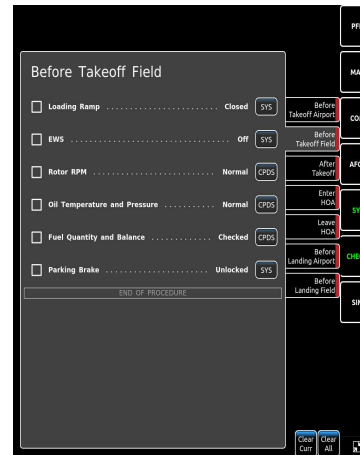 Before Takeoff Field
Loading Ramp ........................ Closed SYS
EWS .................................... Off SYS
Rotor RPM ........................... Normal CPDS
Oil Temperature and Pressure ........... Normal CPDS
Fuel Quantity and Balance ............. Checked CPDS
Parking Brake ....................... Unlocked SYS
END OF PROCEDURE
Before
Takeoff Airport
Before
Takeoff Field
After
Takeoff
Enter
HOA
Leave
HOA
Before
Landing Airport
Before
Landing Field
Clear
Curr
Clear
All